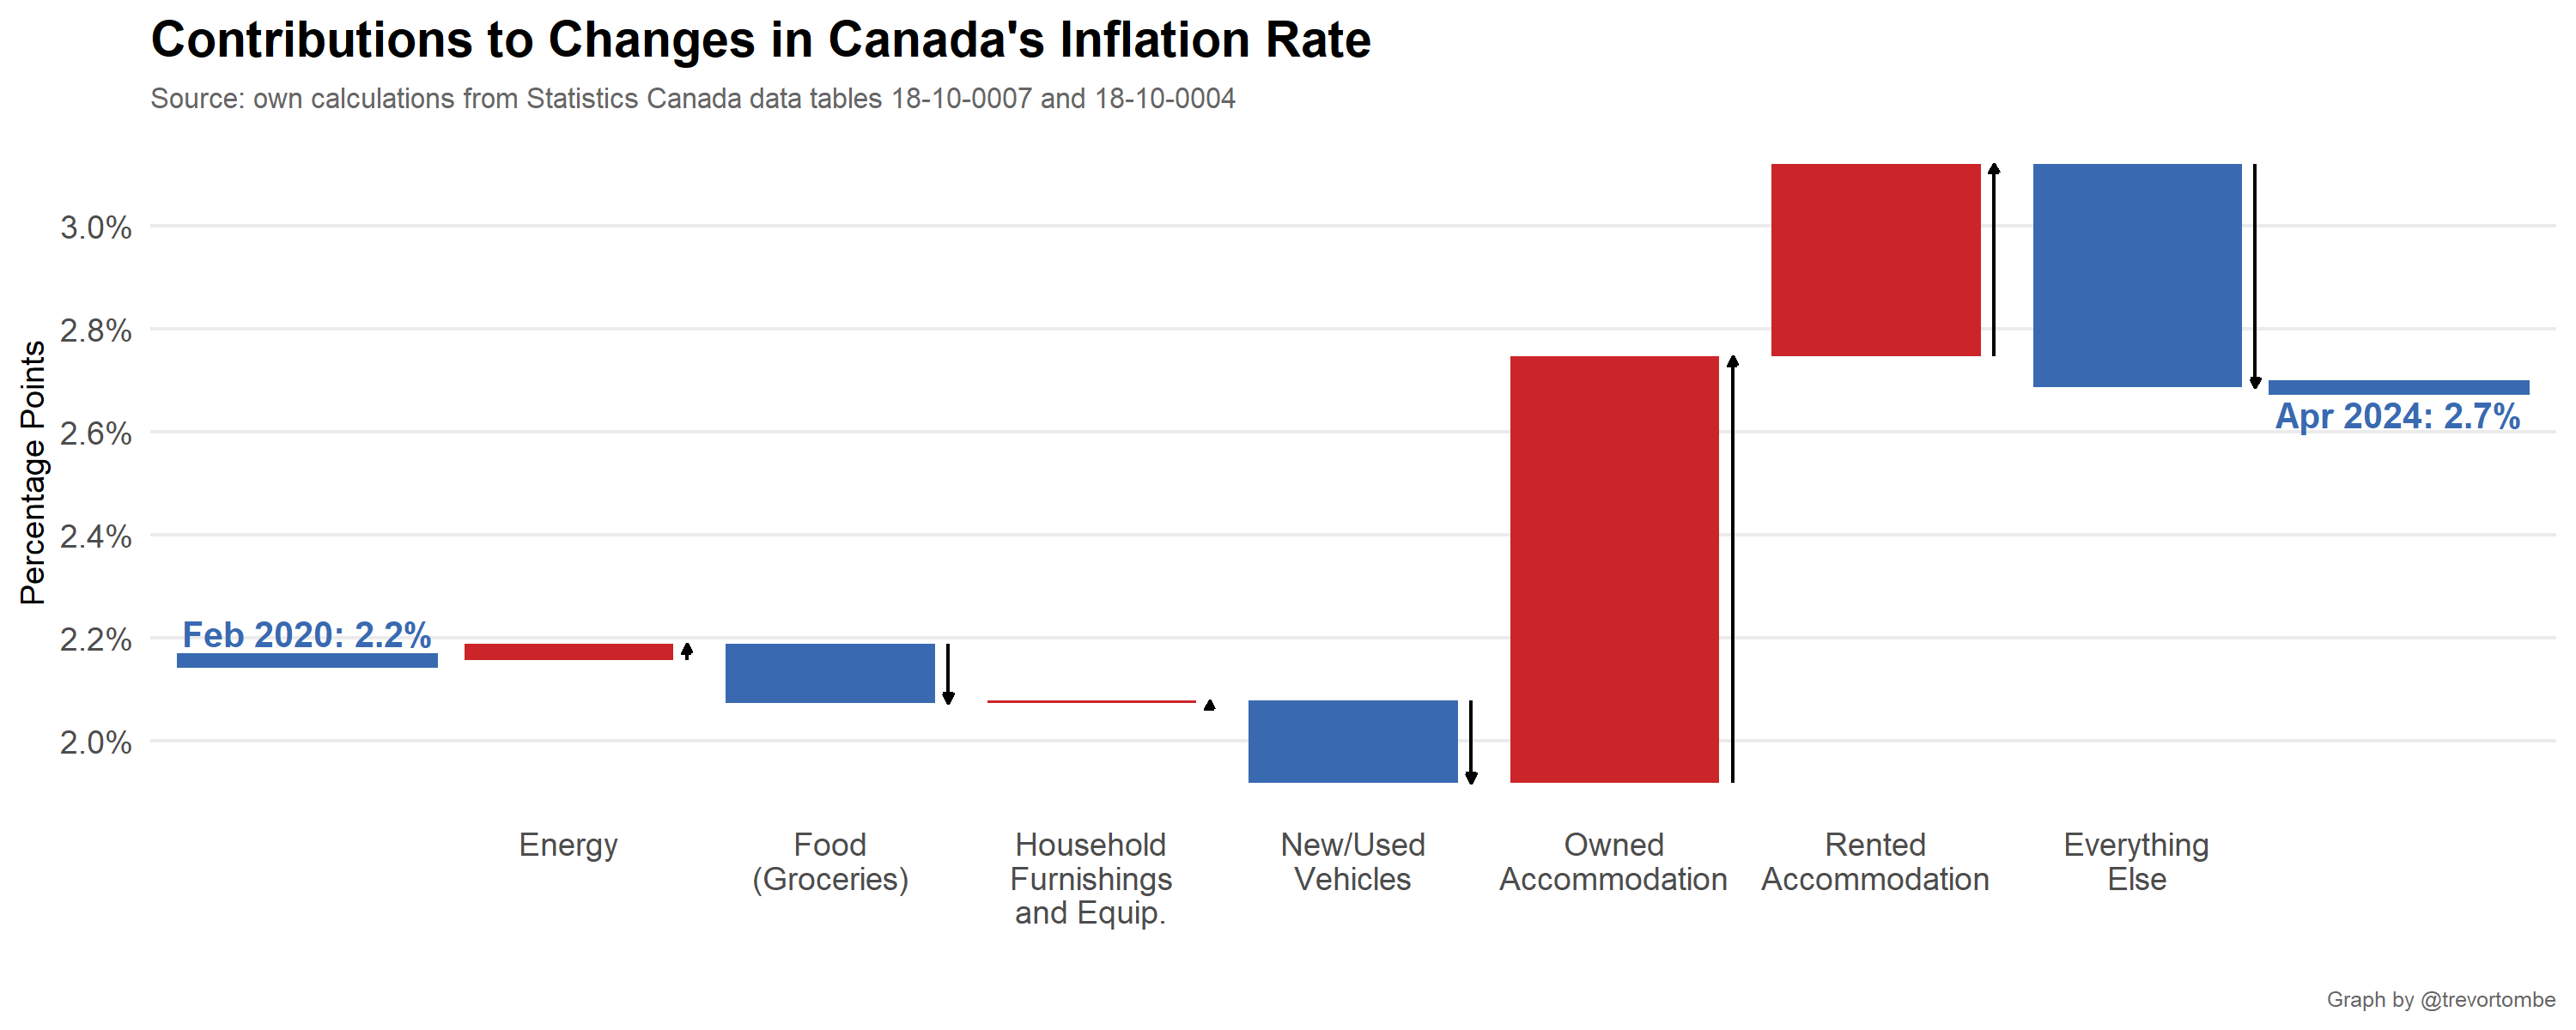 Contributions to Changes in Canada's Inflation Rate
Source: own calculations from Statistics Canada data tables 18-10-0007 and 18-10-0004
Percentage Points
3.0%
2.8%
2.6%
2.4%
2.2%
2.0%
Feb 2020: 2.2%
Apr 2024: 2.7%
Energy
Food
(Groceries)
Household
Furnishings
and Equip.
New/Used
Vehicles
Owned
Accommodation
Rented
Accommodation
Everything
Else
Graph by @trevortombe